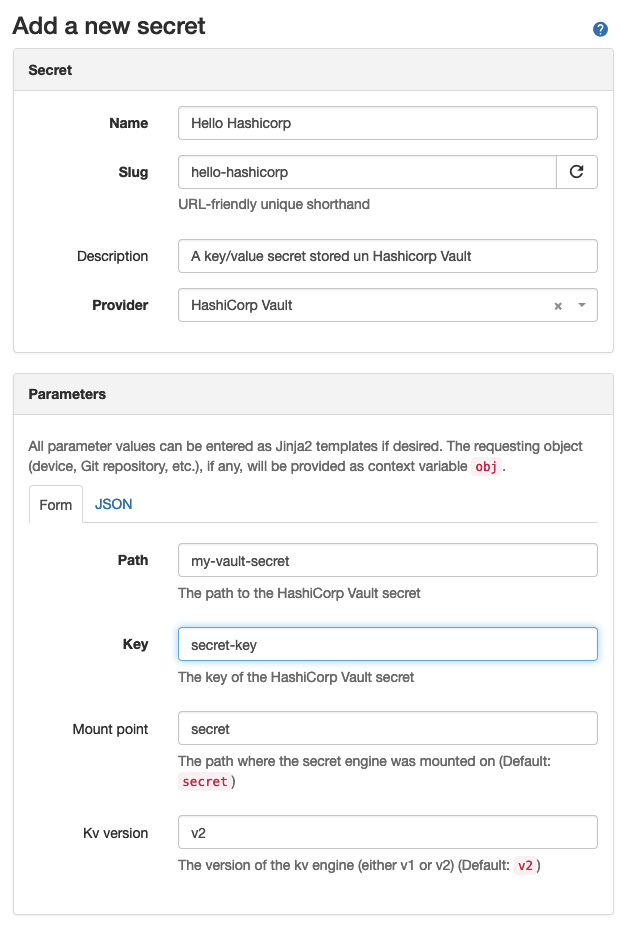 Add a new secret
?
Secret
Name
Hello Hashicorp
Slug
hello-hashicorp
URL-friendly unique shorthand
Description
A key/value secret stored un Hashicorp Vault
Provider
HashiCorp Vault ×
Parameters
All parameter values can be entered as Jinja2 templates if desired. The requesting object
(device, Git repository, etc.), if any, will be provided as context variable obj .
Form JSON
Path
my-vault-secret
The path to the HashiCorp Vault secret
Key
secret-key
The key of the HashiCorp Vault secret
Mount point
secret
The path where the secret engine was mounted on (Default:
secret )
Kv version
v2
The version of the kv engine (either v1 or v2) (Default: v2 )